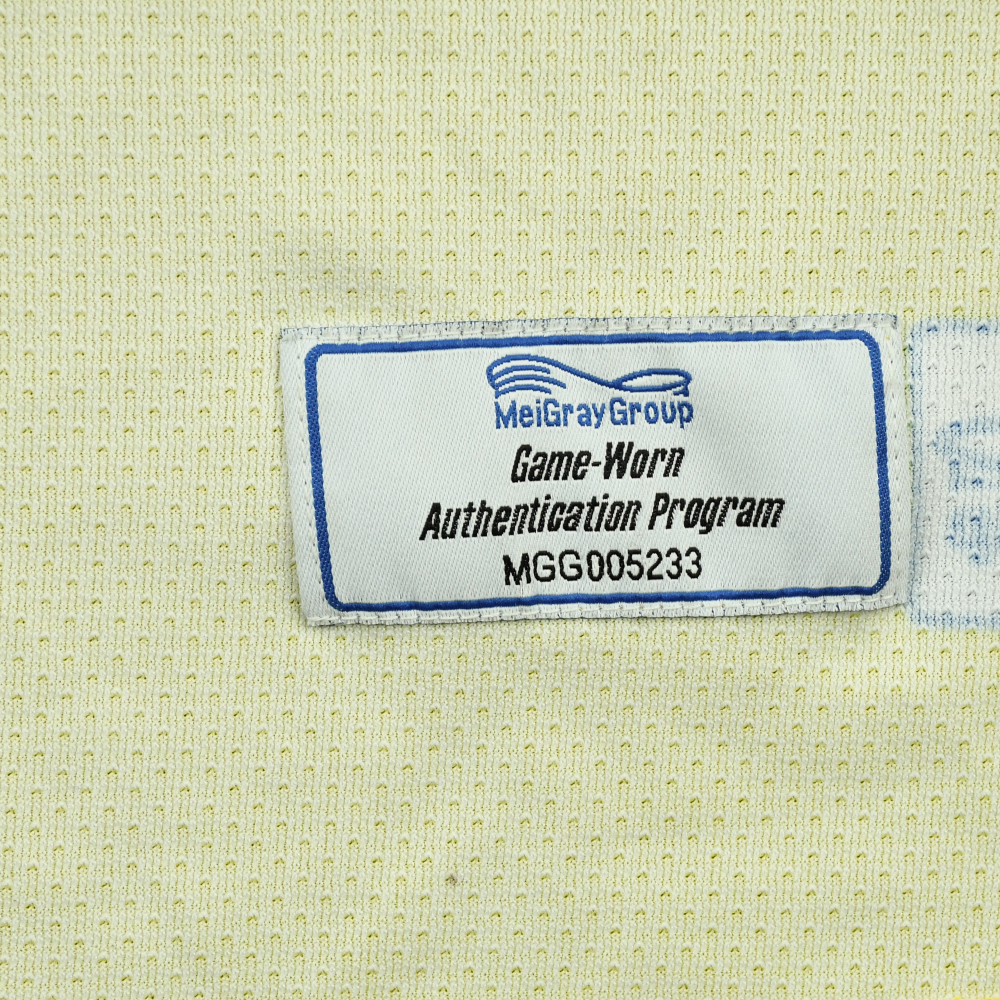 MeiGrayGroup
Game-Worn
Authentication Program
MGG005233